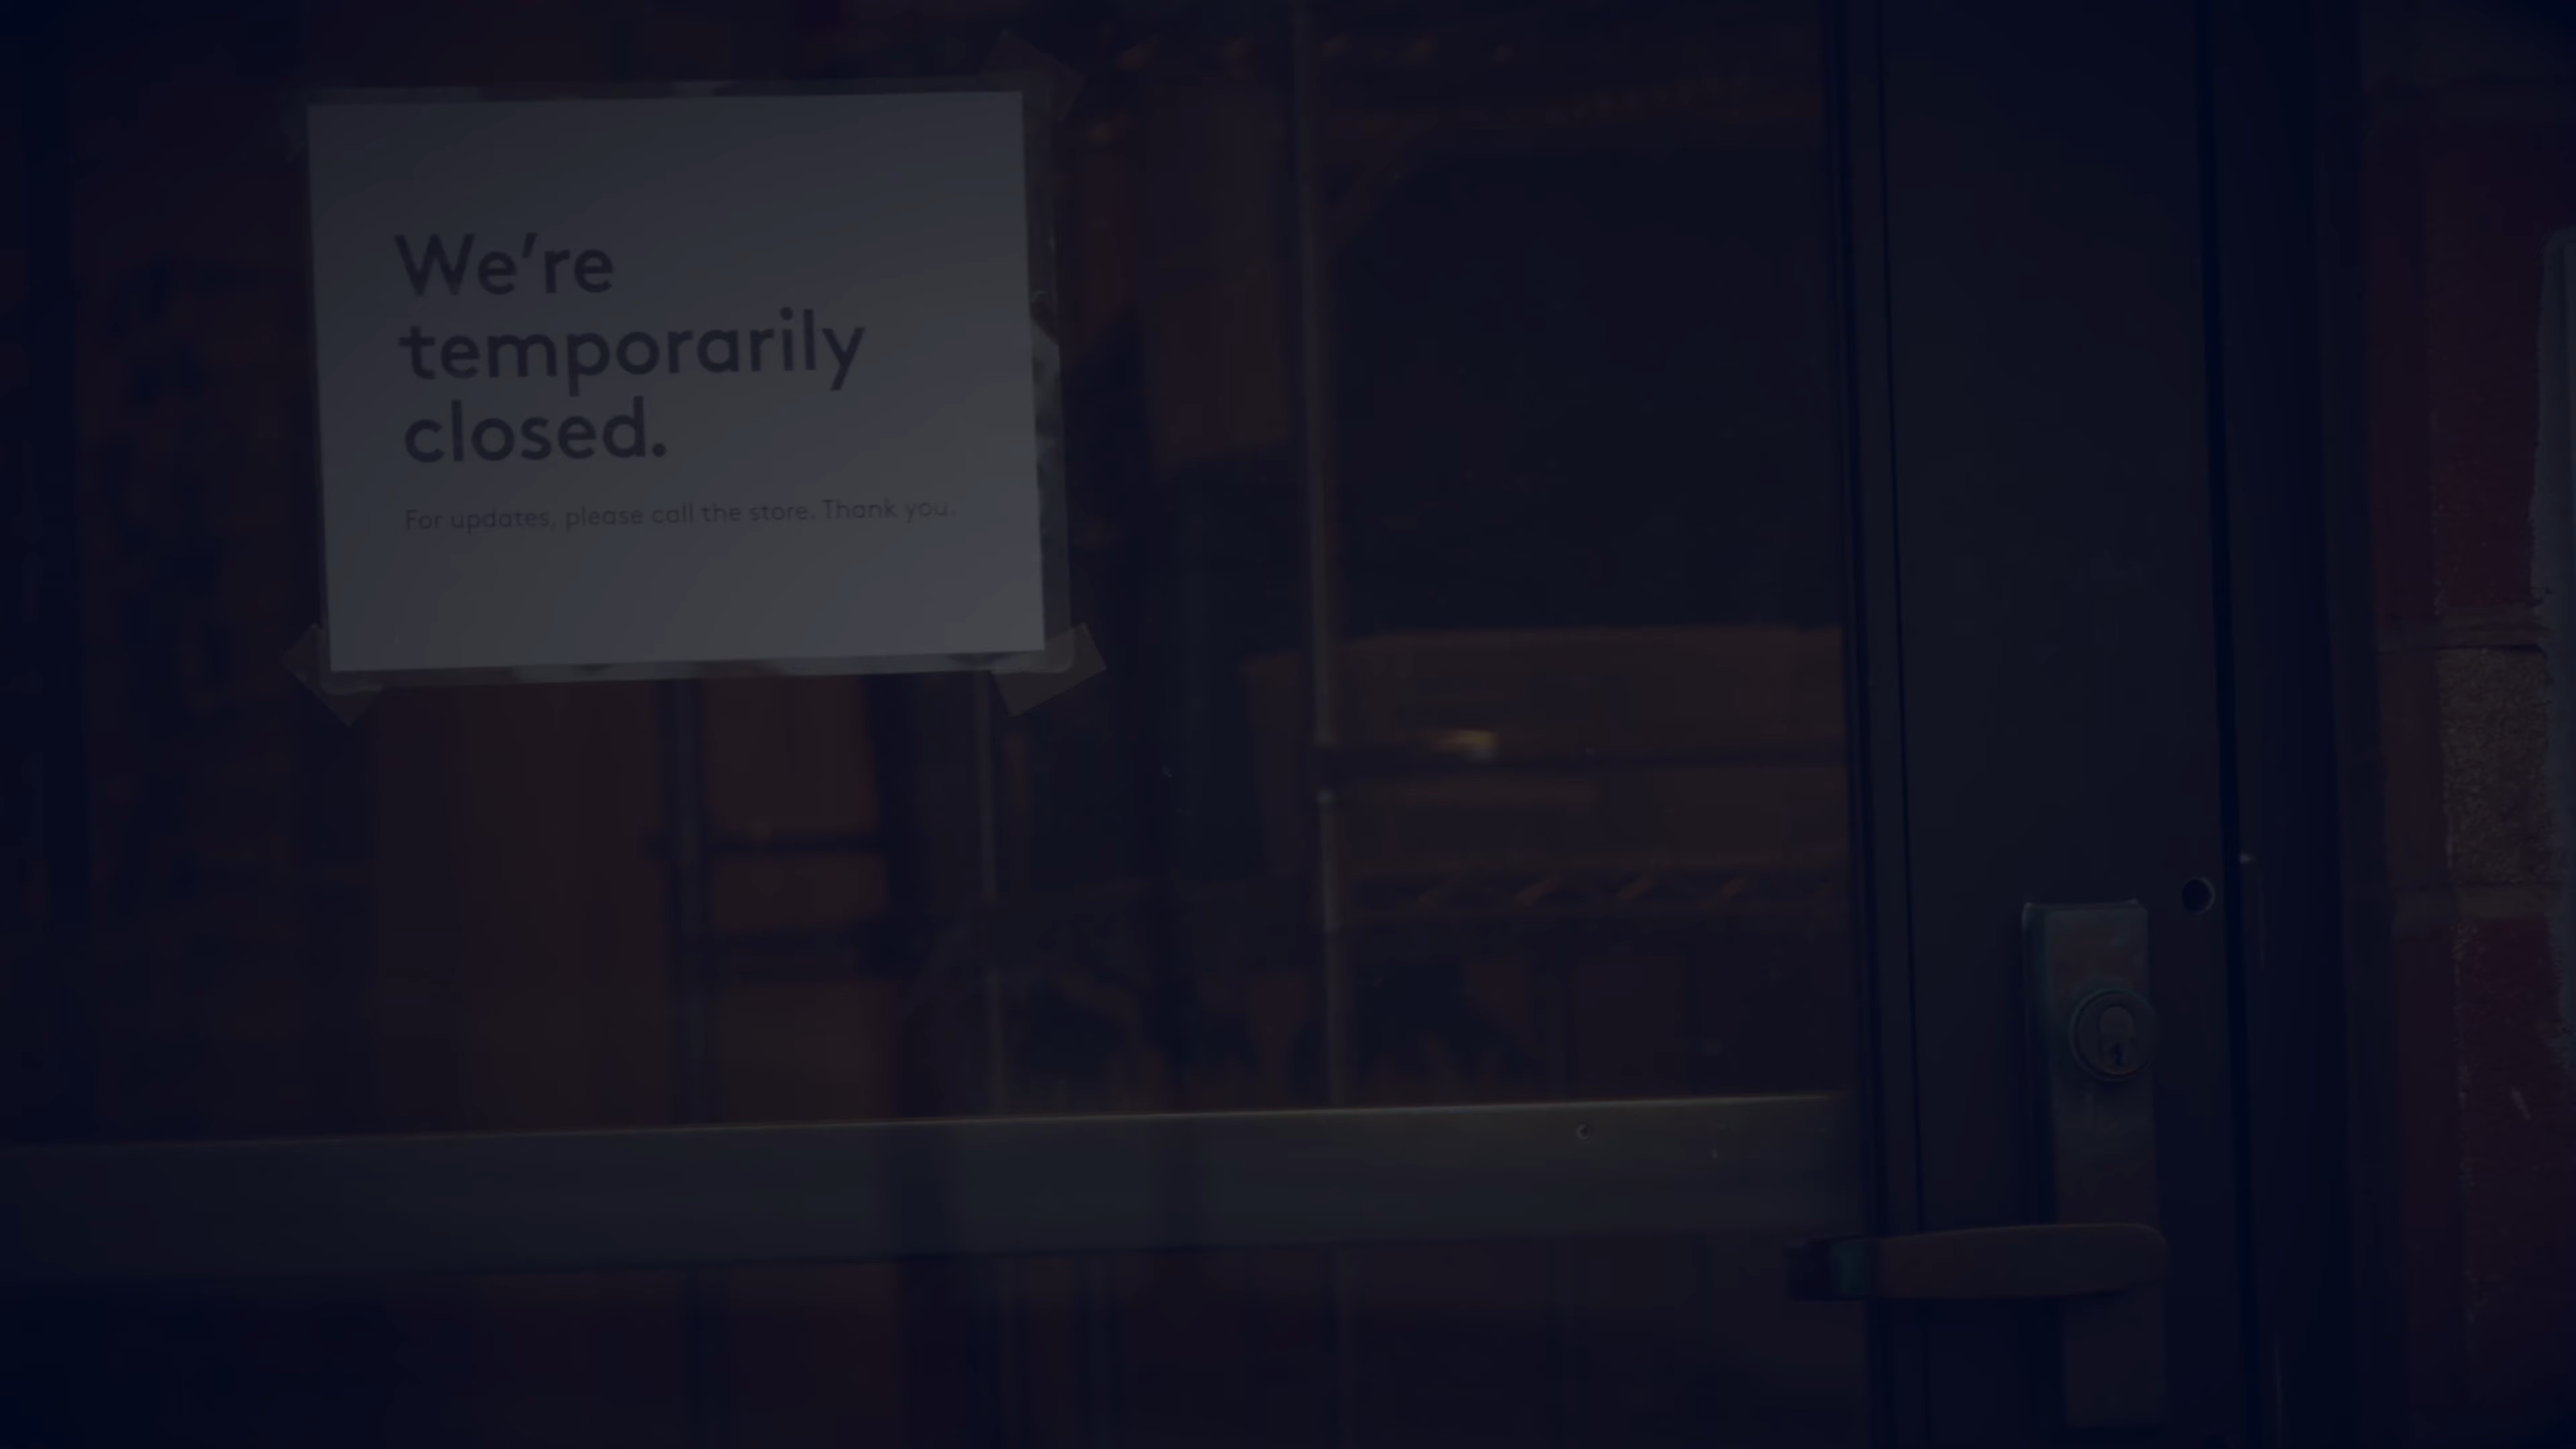 We're
temporarily
closed.
For updates, please call the store. Thank you.